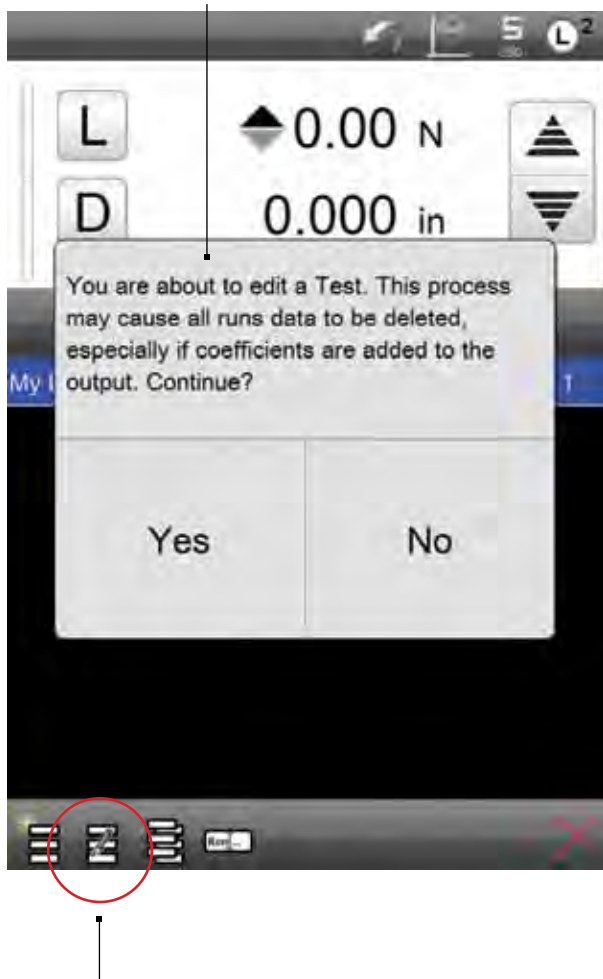 S
L 2
L 0.00 N
D 0.000 in
You are about to edit a Test. This process
may cause all runs data to be deleted,
especially if coefficients are added to the
output. Continue?
My
1
Yes No